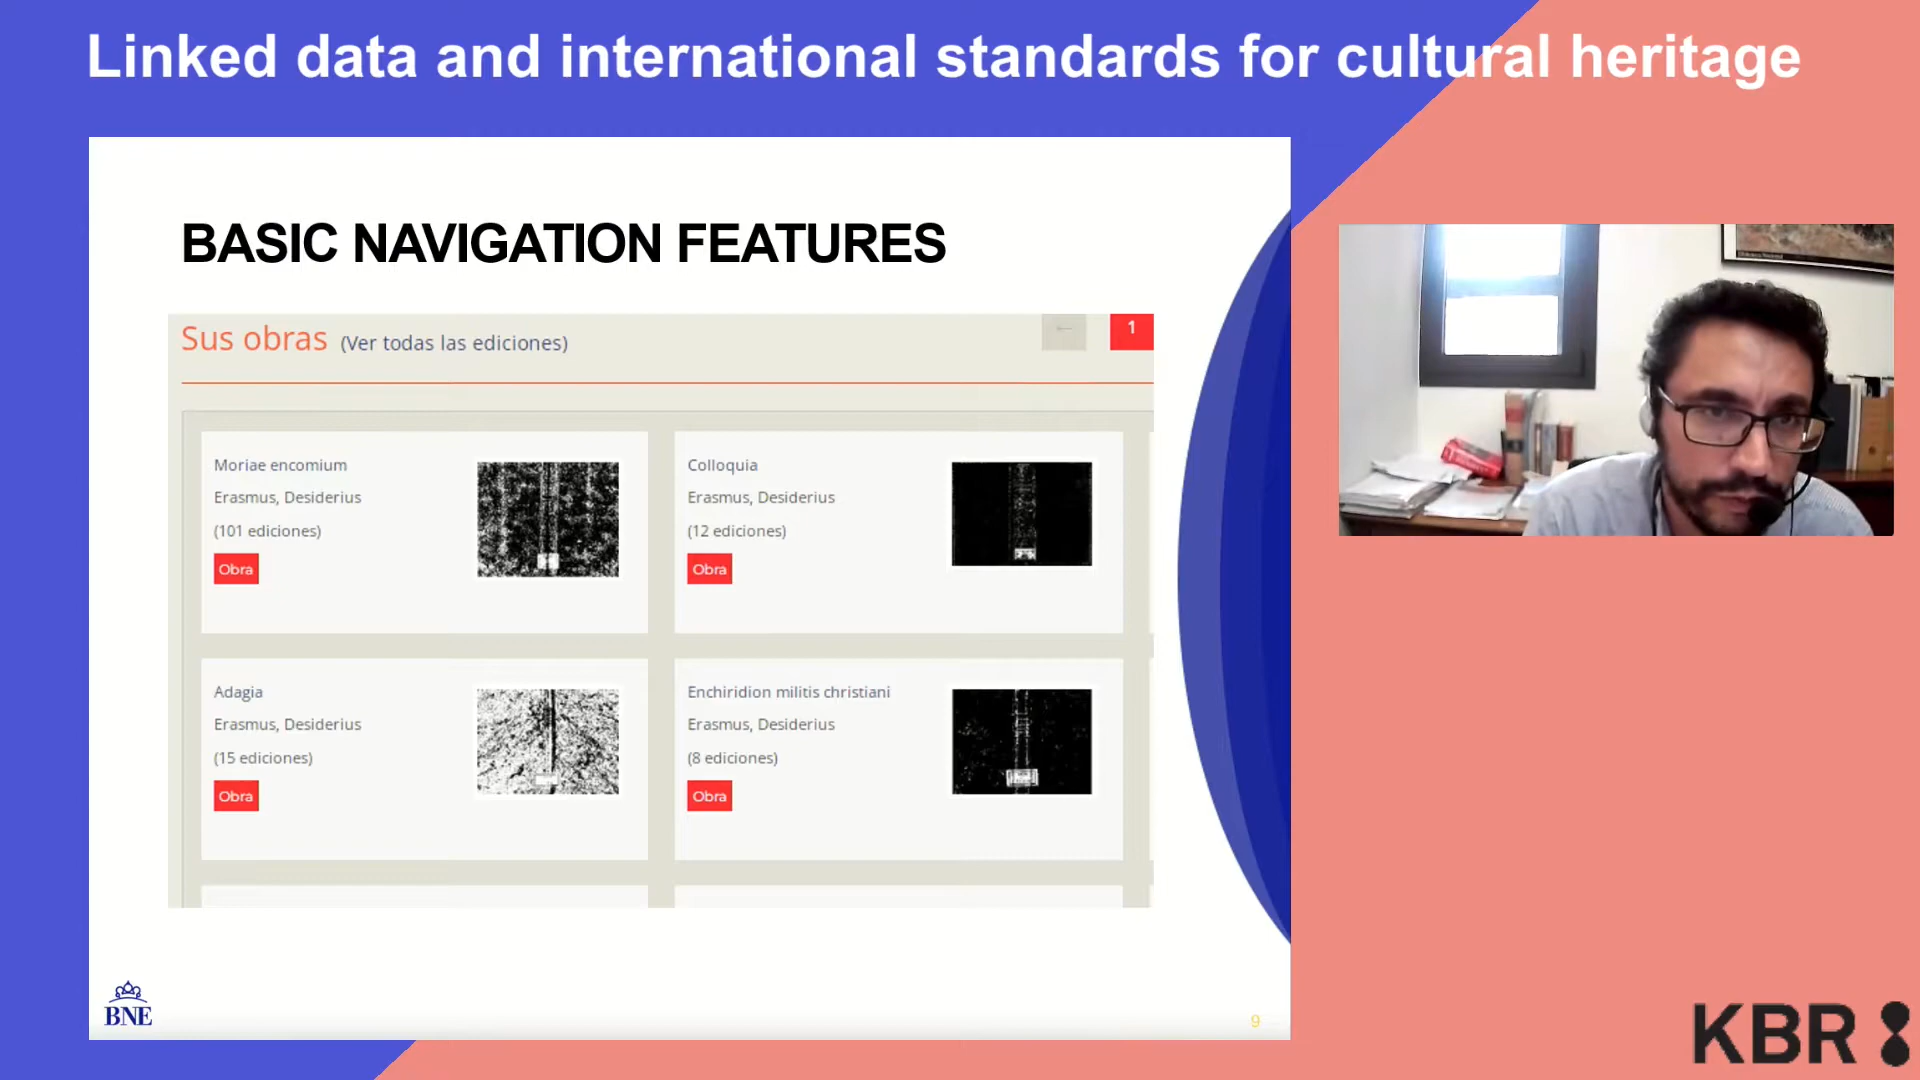 Linked data and international standards for cultural heritage
BASIC NAVIGATION FEATURES
Sus obras (Ver todas las ediciones)
←
1
Moriae encomium
Erasmus, Desiderius
(101 ediciones)
Obra
Colloquia
Erasmus, Desiderius
(12 ediciones)
Obra
Adagia
Erasmus, Desiderius
(15 ediciones)
Obra
Enchiridion militis christiani
Erasmus, Desiderius
(8 ediciones)
Obra
BNE
9
KBR